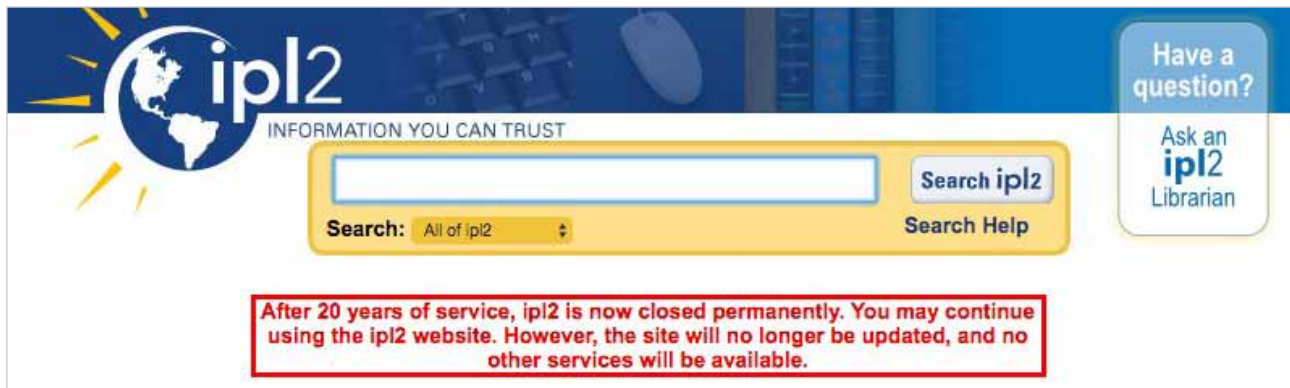 ipl2
INFORMATION YOU CAN TRUST
Search ipl2
Search: All of ipl2
Search Help
Have a
question?
Ask an
ipl2
Librarian
After 20 years of service, ipl2 is now closed permanently. You may continue
using the ipl2 website. However, the site will no longer be updated, and no
other services will be available.